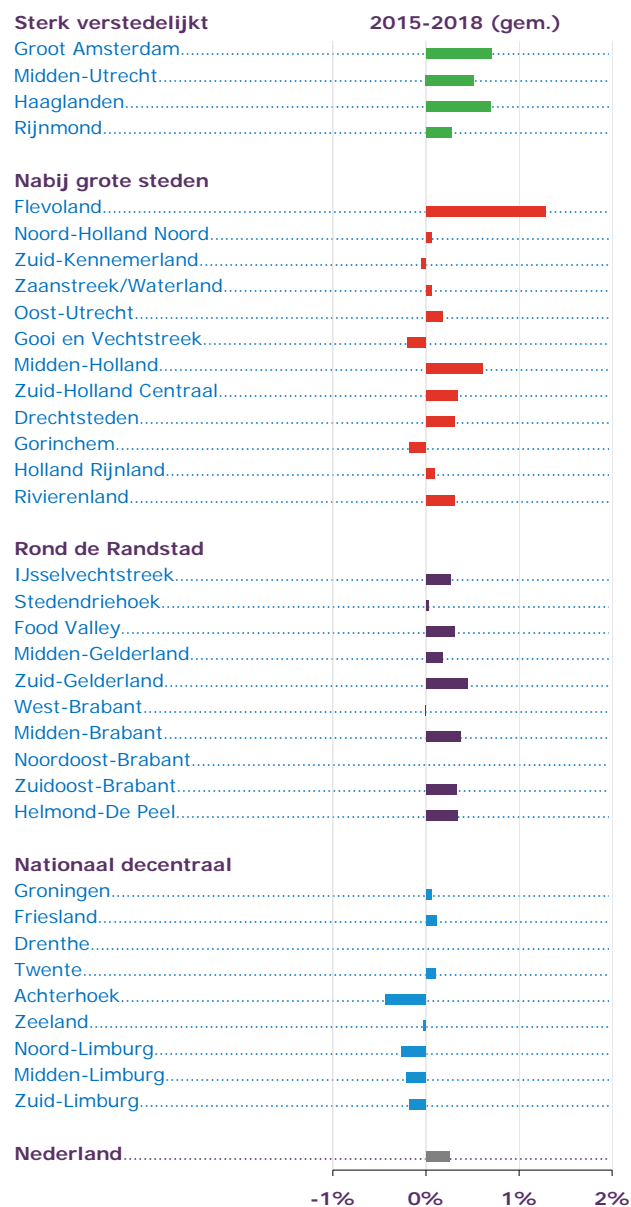 Sterk verstedelijkt 2015-2018 (gem.)
Groot Amsterdam
Midden-Utrecht
Haaglanden
Rijnmond
Nabij grote steden
Flevoland
Noord-Holland Noord
Zuid-Kennemerland
Zaanstreek/Waterland
Oost-Utrecht
Gooi en Vechtstreek
Midden-Holland
Zuid-Holland Centraal
Drechtsteden
Gorinchem
Holland Rijnland
Rivierenland
Rond de Randstad
IJsselvechtstreek
Stedendriehoek
Food Valley
Midden-Gelderland
Zuid-Gelderland
West-Brabant
Midden-Brabant
Noordoost-Brabant
Zuidoost-Brabant
Helmond-De Peel
Nationaal decentraal
Groningen
Friesland
Drenthe
Twente
Achterhoek
Zeeland
Noord-Limburg
Midden-Limburg
Zuid-Limburg
Nederland
-1% 0% 1% 2%